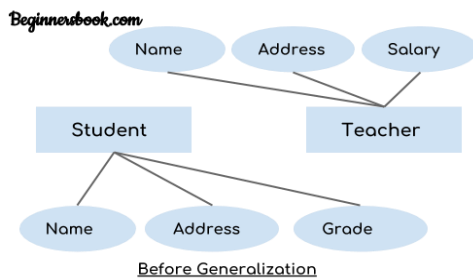 Beginnersbook.com
Name Address Salary
Student Teacher
Name Address Grade
Before Generalization